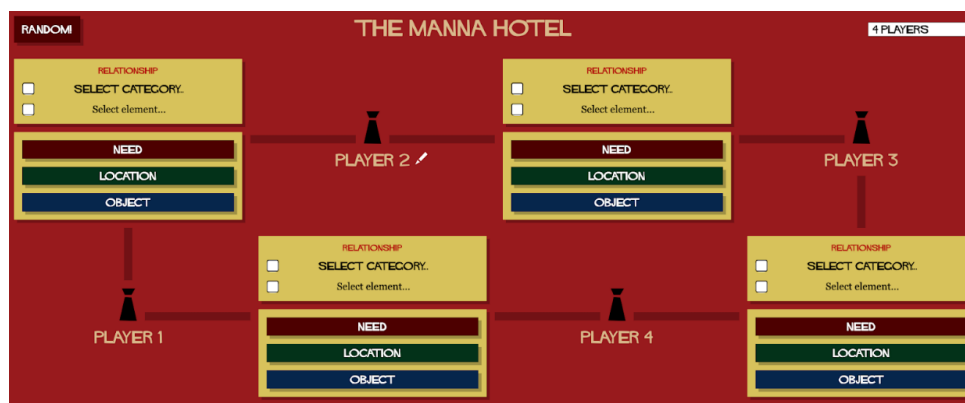 RANDOM!
THE MANNA HOTEL
4 PLAYERS
RELATIONSHIP
SELECT CATEGORY..
Select element...
NEED
LOCATION
OBJECT
PLAYER 2
RELATIONSHIP
SELECT CATEGORY..
Select element...
NEED
LOCATION
OBJECT
PLAYER 3
PLAYER 1
RELATIONSHIP
SELECT CATEGORY..
Select element...
NEED
LOCATION
OBJECT
PLAYER 4
RELATIONSHIP
SELECT CATEGORY..
Select element...
NEED
LOCATION
OBJECT